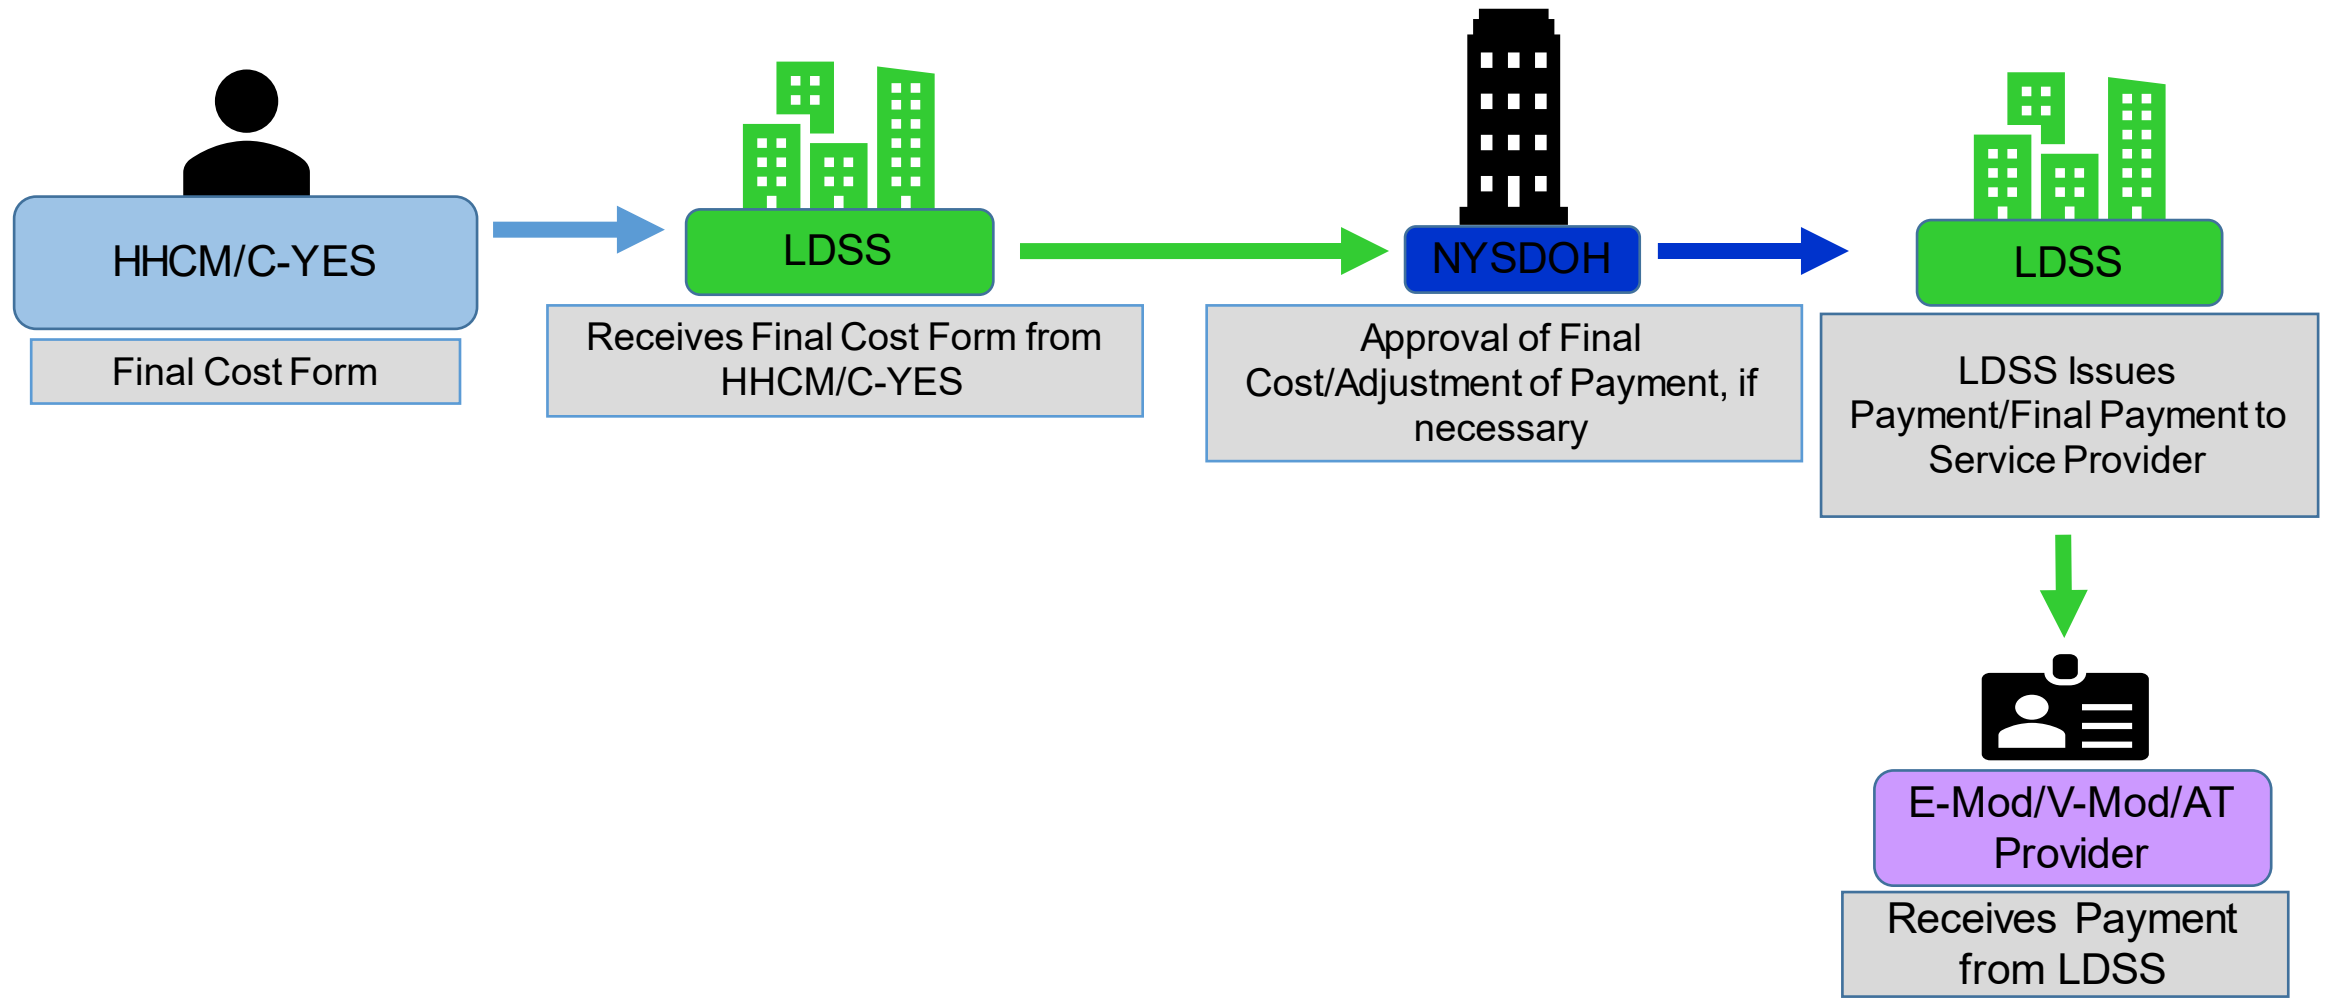 HHCM/C-YES
Final Cost Form
LDSS
Receives Final Cost Form from
HHCM/C-YES
NYSDOH
Approval of Final
Cost/Adjustment of Payment, if
necessary
LDSS
LDSS Issues
Payment/Final Payment to
Service Provider
E-Mod/V-Mod/AT
Provider
Receives Payment
from LDSS